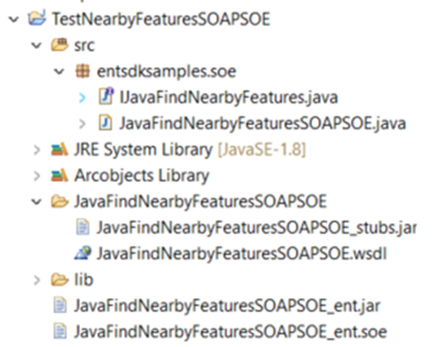 TestNearbyFeaturesSOAPSOE
src
entsdksamples.soe
IJavaFindNearbyFeatures.java
JavaFindNearbyFeaturesSOAPSOE.java
JRE System Library [JavaSE-1.8]
Arcobjects Library
JavaFindNearbyFeaturesSOAPSOE
JavaFindNearbyFeaturesSOAPSOE_stubs.jar
JavaFindNearbyFeaturesSOAPSOE.wsdl
lib
JavaFindNearbyFeaturesSOAPSOE_ent.jar
JavaFindNearbyFeaturesSOAPSOE_ent.soe